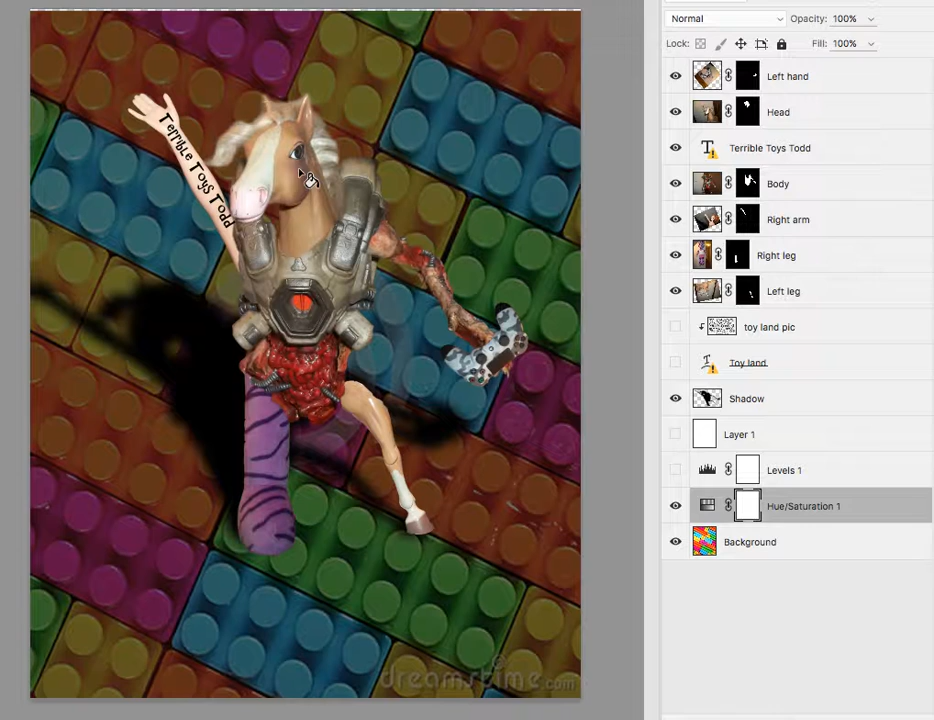 Normal Opacity: 100%
Lock: Fill: 100%
Left hand
Head
Terrible Toys Todd
Body
Right arm
Right leg
Left leg
toy land pic
Toy land
Shadow
Layer 1
Levels 1
Hue/Saturation 1
Background
Terrible Toys Todd
dreamstime.com